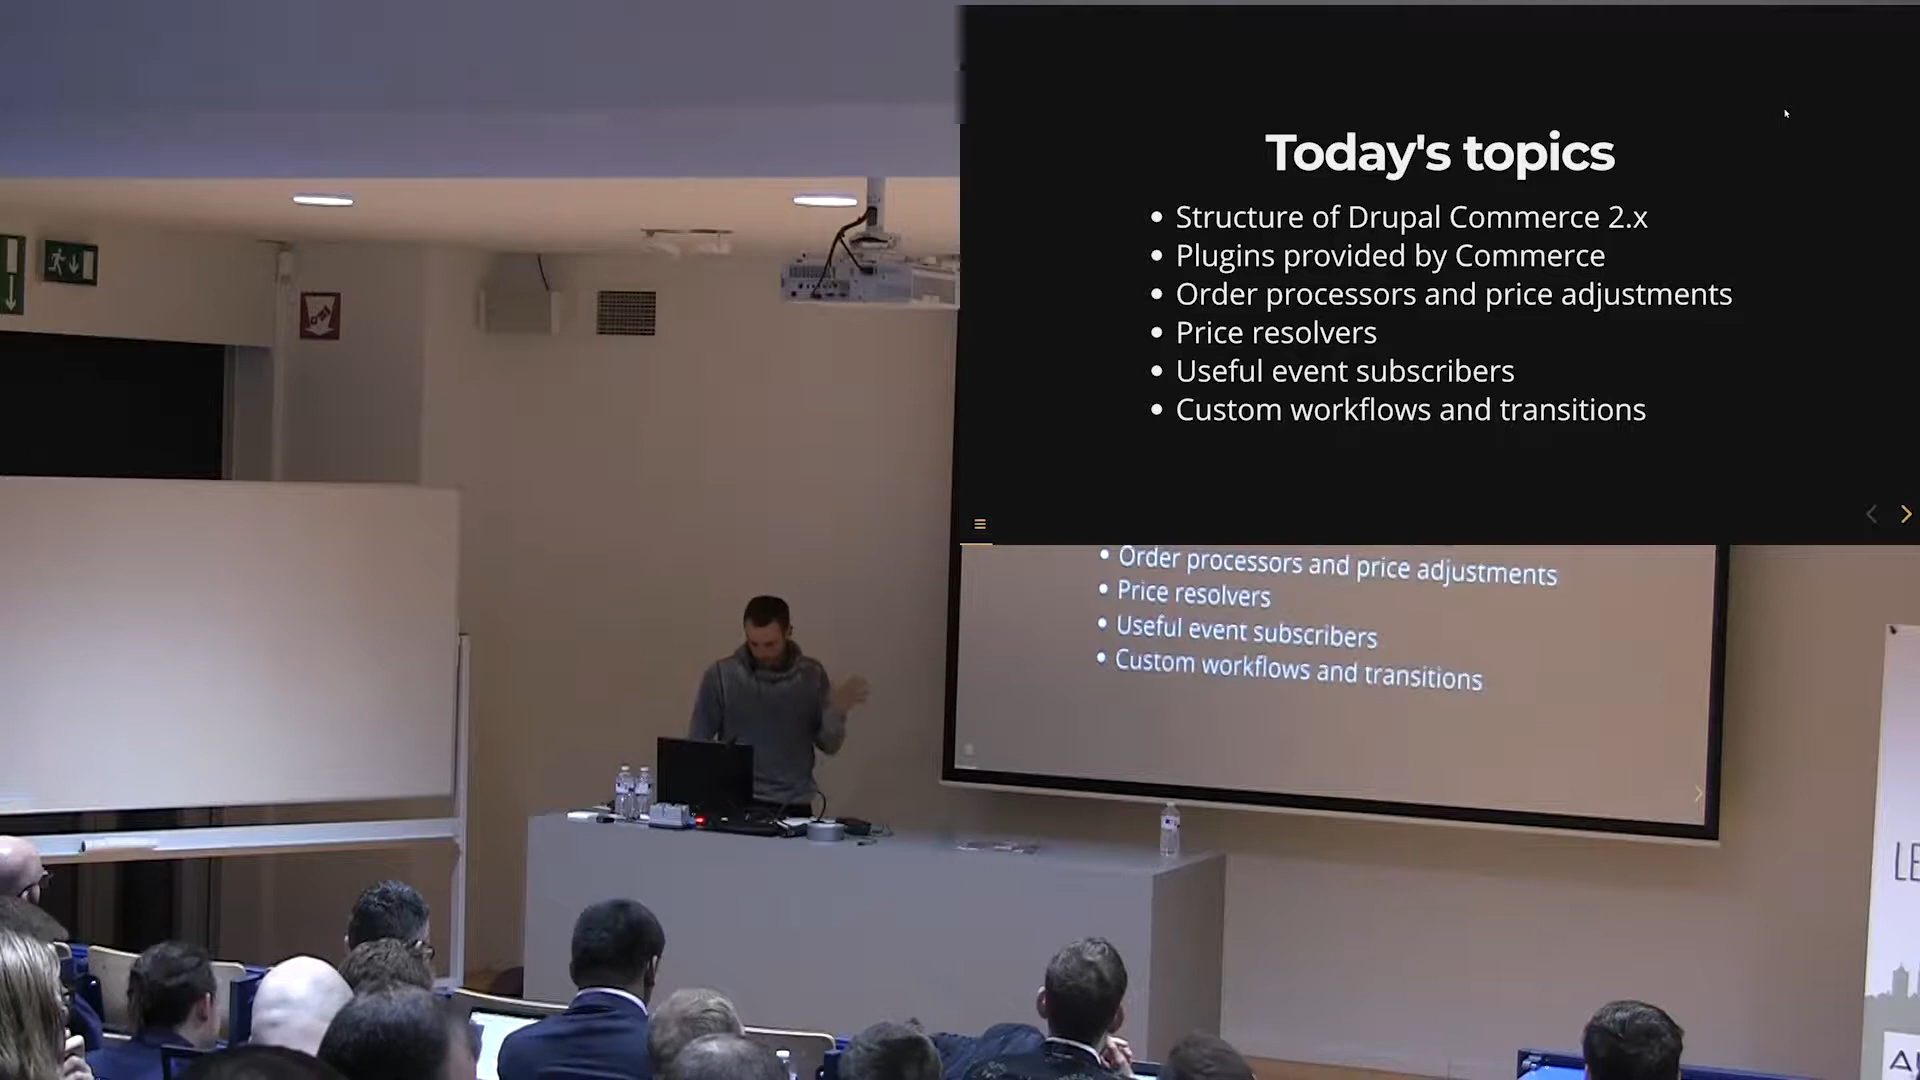 Today's topics
• Structure of Drupal Commerce 2.x
• Plugins provided by Commerce
• Order processors and price adjustments
• Price resolvers
• Useful event subscribers
• Custom workflows and transitions
• Order processors and price adjustments
• Price resolvers
• Useful event subscribers
• Custom workflows and transitions
LE